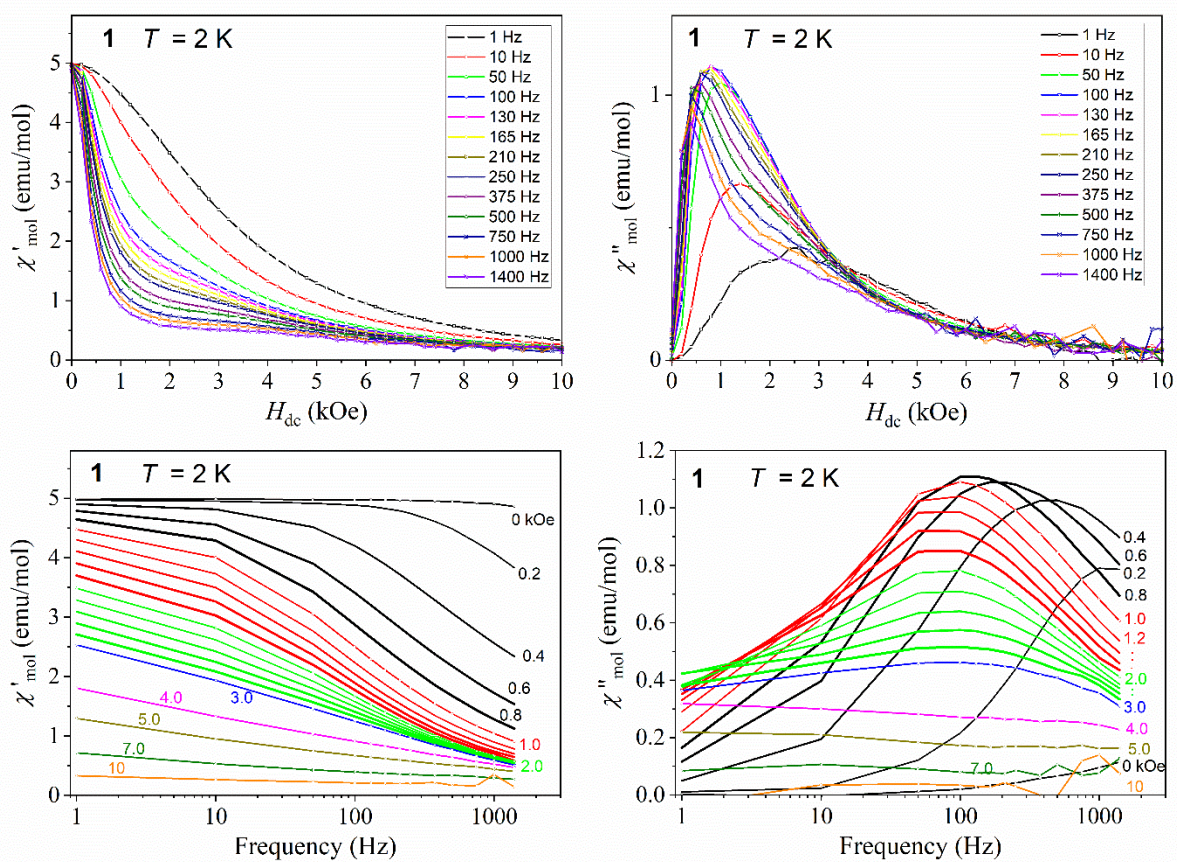 1 T = 2 K
1 Hz
10 Hz
50 Hz
100 Hz
130 Hz
165 Hz
210 Hz
250 Hz
375 Hz
500 Hz
750 Hz
1000 Hz
1400 Hz
5
4
3
2
1
0
0 1 2 3 4 5 6 7 8 9 10
χ'mol (emu/mol)
Hdc (kOe)
1 T = 2 K
1 Hz
10 Hz
50 Hz
100 Hz
130 Hz
165 Hz
210 Hz
250 Hz
375 Hz
500 Hz
750 Hz
1000 Hz
1400 Hz
1
0
0 1 2 3 4 5 6 7 8 9 10
χ''mol (emu/mol)
Hdc (kOe)
1 T = 2 K
5
4
3
2
1
0
0 kOe
0.2
0.4
0.6
0.8
1.0
2.0
3.0
4.0
5.0
7.0
10
1 10 100 1000
χ'mol (emu/mol)
Frequency (Hz)
1 T = 2 K
1.2
1.0
0.8
0.6
0.4
0.2
0.0
0.4
0.6
0.2
0.8
1.0
1.2
:
:
2.0
:
3.0
4.0
5.0
7.0
0 kOe
10
1 10 100 1000
χ''mol (emu/mol)
Frequency (Hz)